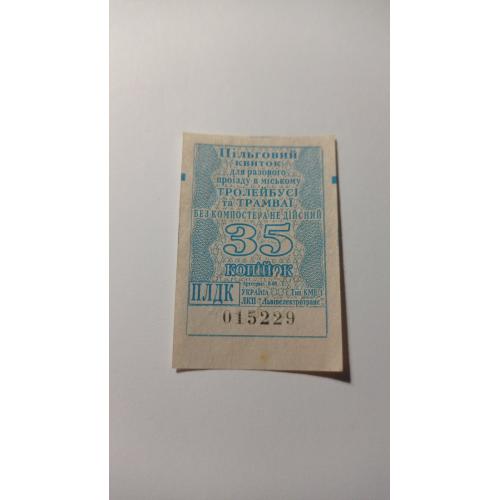 Пільговий
КВИТОК
для разового
проїзду в міському
ТРОЛЕЙБУСІ
та ТРАМВАЇ
БЕЗ КОМПОСТЕРА НЕ ДІЙСНИЙ
35
КОПІЙОК
ПЛДК
УКРАЇНА
ЛКП "Львівелектротранс"
015229